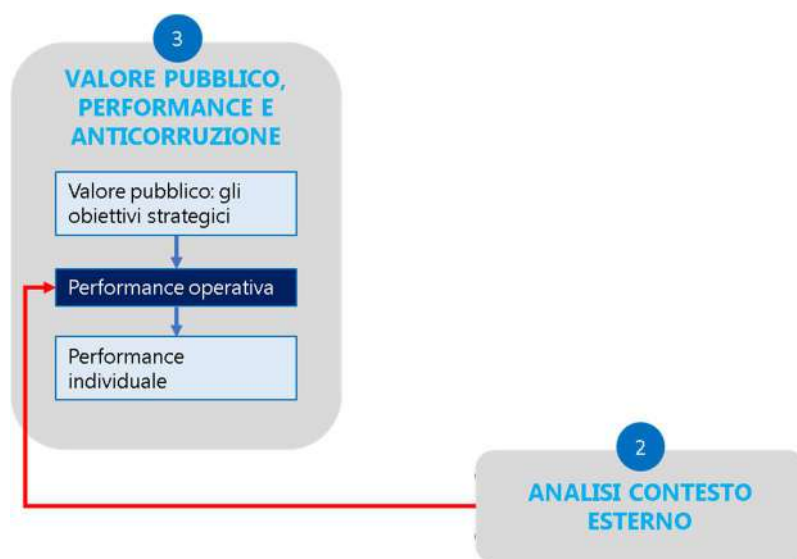 3
VALORE PUBBLICO,
PERFORMANCE E
ANTICORRUZIONE
Valore pubblico: gli
obiettivi strategici
Performance operativa
Performance
individuale
2
ANALISI CONTESTO
ESTERNO